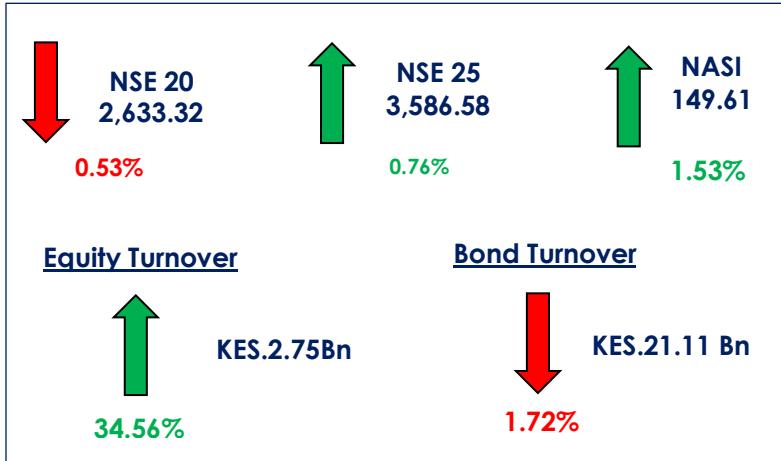 NSE 20
2,633.32
0.53%
NSE 25
3,586.58
0.76%
NASI
149.61
1.53%
Equity Turnover
KES.2.75Bn
34.56%
Bond Turnover
KES.21.11 Bn
1.72%